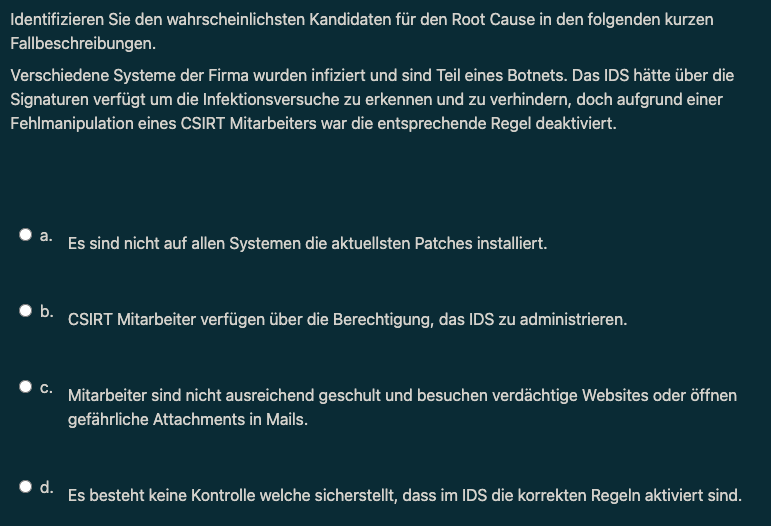 Identifizieren Sie den wahrscheinlichsten Kandidaten für den Root Cause in den folgenden kurzen
Fallbeschreibungen.
Verschiedene Systeme der Firma wurden infiziert und sind Teil eines Botnets. Das IDS hätte über die
Signaturen verfügt um die Infektionsversuche zu erkennen und zu verhindern, doch aufgrund einer
Fehlmanipulation eines CSIRT Mitarbeiters war die entsprechende Regel deaktiviert.
a. Es sind nicht auf allen Systemen die aktuellsten Patches installiert.
b. CSIRT Mitarbeiter verfügen über die Berechtigung, das IDS zu administrieren.
c. Mitarbeiter sind nicht ausreichend geschult und besuchen verdächtige Websites oder öffnen
gefährliche Attachments in Mails.
d. Es besteht keine Kontrolle welche sicherstellt, dass im IDS die korrekten Regeln aktiviert sind.